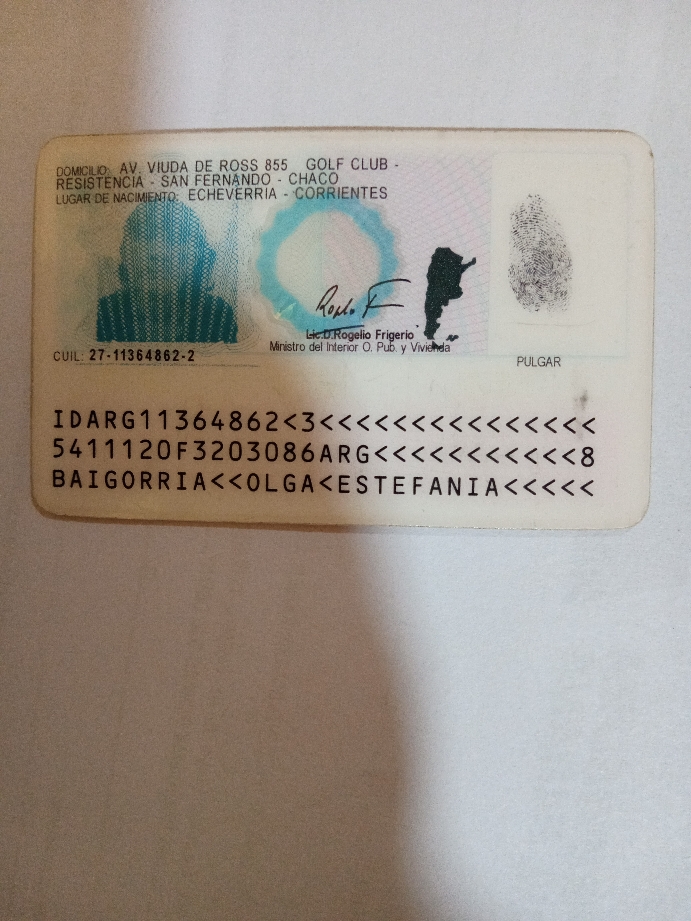 DOMICILIO: AV. VIUDA DE ROSS 855 GOLF CLUB -
RESISTENCIA - SAN FERNANDO - CHACO
LUGAR DE NACIMIENTO: ECHEVERRIA - CORRIENTES
Lic.D.Rogelio Frigerio
Ministro del Interior O. Pub. y Vivienda
CUIL: 27-11364862-2
PULGAR
IDARG11364862<3<<<<<<<<<<<<<<<
5411120F3203086ARG<<<<<<<<<<<8
BAIGORRIA<<OLGA<ESTEFANIA<<<<<